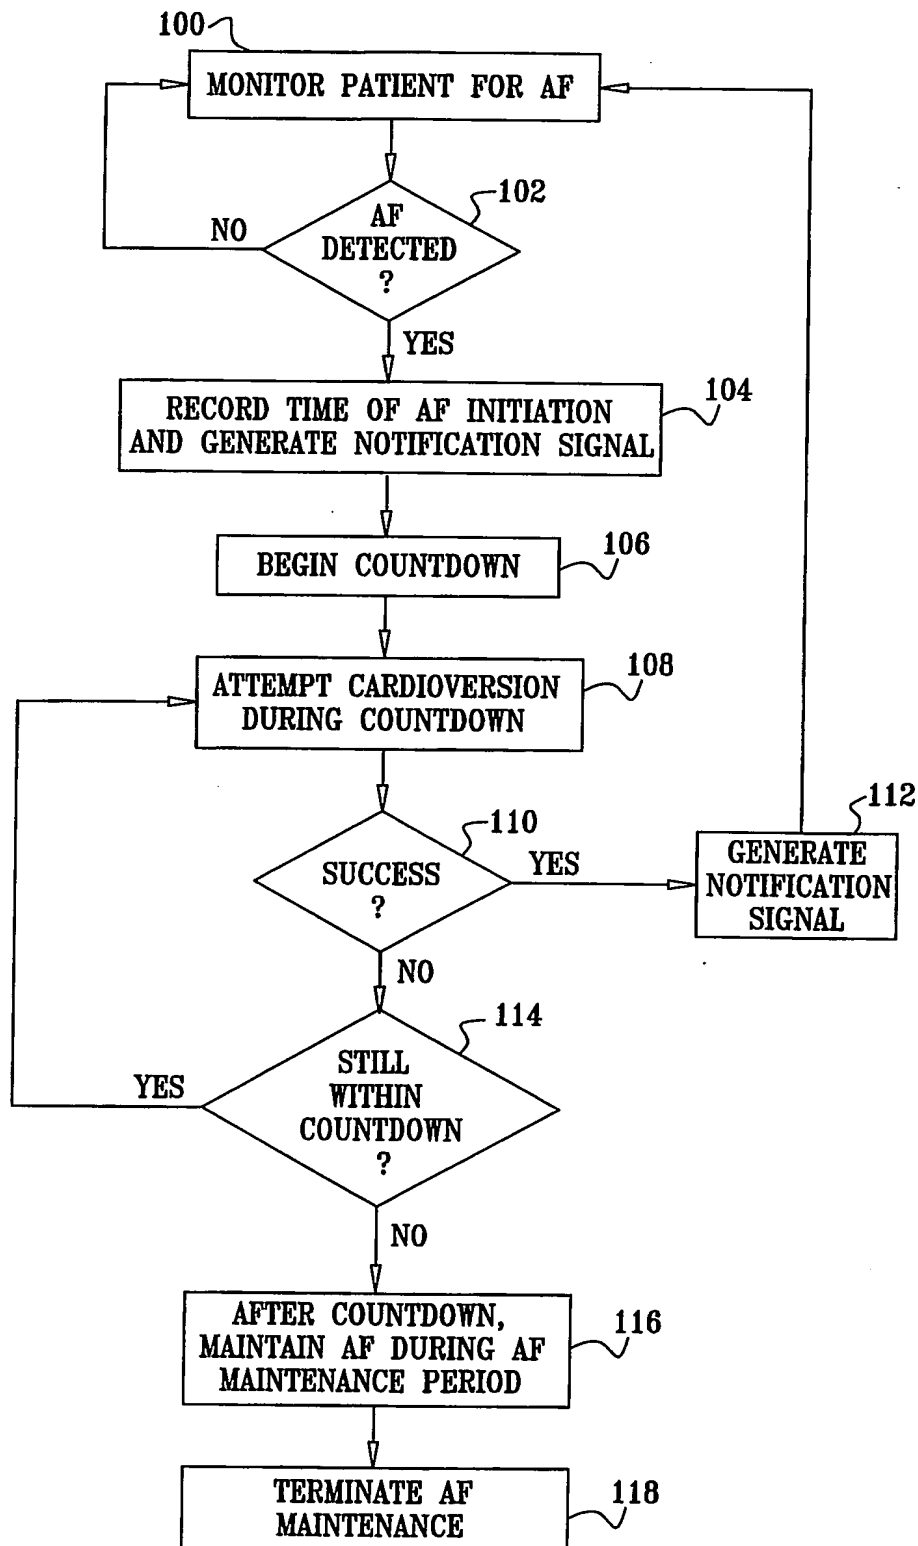 100
MONITOR PATIENT FOR AF
102
AF
DETECTED
?
NO
YES
104
RECORD TIME OF AF INITIATION
AND GENERATE NOTIFICATION SIGNAL
106
BEGIN COUNTDOWN
108
ATTEMPT CARDIOVERSION
DURING COUNTDOWN
110
SUCCESS
?
YES
112
GENERATE
NOTIFICATION
SIGNAL
NO
114
STILL
WITHIN
COUNTDOWN
?
YES
NO
116
AFTER COUNTDOWN,
MAINTAIN AF DURING AF
MAINTENANCE PERIOD
118
TERMINATE AF
MAINTENANCE